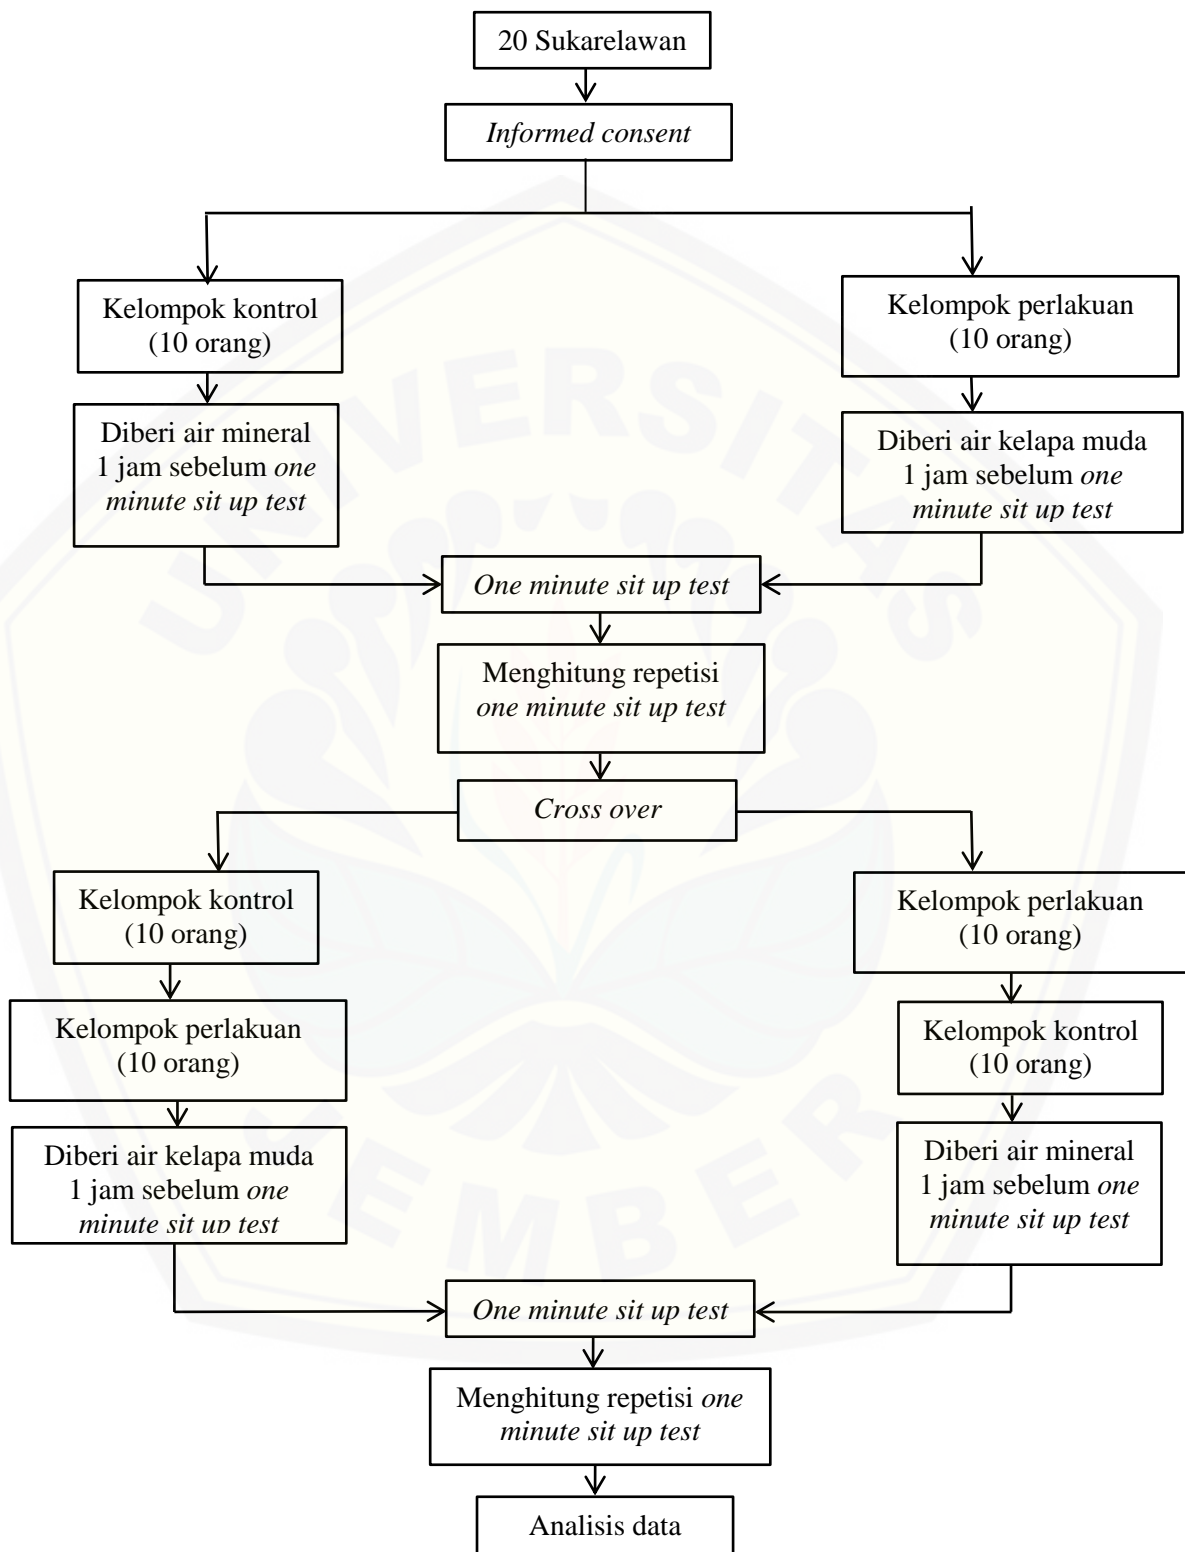 20 Sukarelawan
Informed consent
Kelompok kontrol
(10 orang)
Kelompok perlakuan
(10 orang)
Diberi air mineral
1 jam sebelum one
minute sit up test
Diberi air kelapa muda
1 jam sebelum one
minute sit up test
One minute sit up test
Menghitung repetisi
one minute sit up test
Cross over
Kelompok kontrol
(10 orang)
Kelompok perlakuan
(10 orang)
Kelompok perlakuan
(10 orang)
Kelompok kontrol
(10 orang)
Diberi air kelapa muda
1 jam sebelum one
minute sit up test
Diberi air mineral
1 jam sebelum one
minute sit up test
One minute sit up test
Menghitung repetisi one
minute sit up test
Analisis data
UNIVERSITAS
JEMBER